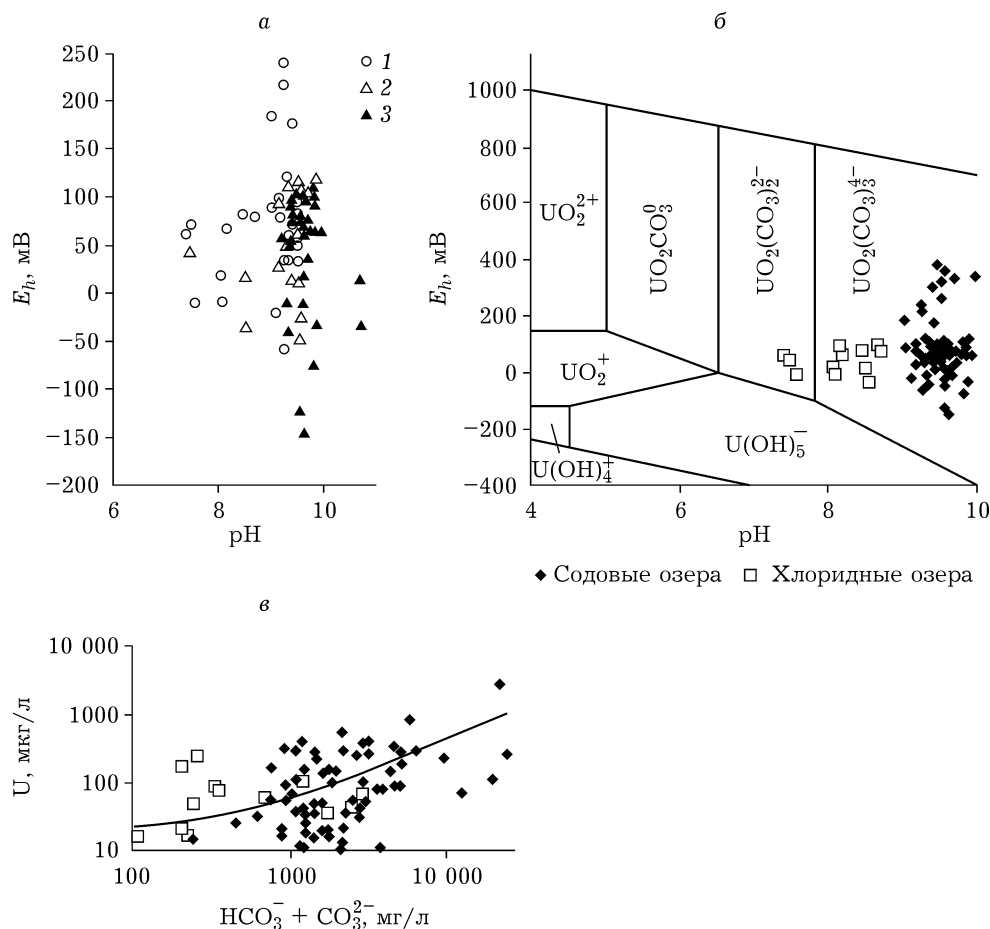 а
250
200
150
100
50
0
−50
−100
−150
−200
6
8
10
pH
E_h, мВ
1
2
3
б
1000
800
600
400
200
0
−200
−400
4
6
8
10
pH
E_h, мВ
UO₂²⁺
UO₂CO₃⁰
UO₂(CO₃)₂²⁻
UO₂(CO₃)₃⁴⁻
UO₂⁺
U(OH)₅⁻
U(OH)₄⁺
Содовые озера
Хлоридные озера
в
10 000
1000
100
10
100
1000
10 000
U, мкг/л
HCO₃⁻ + CO₃²⁻, мг/л